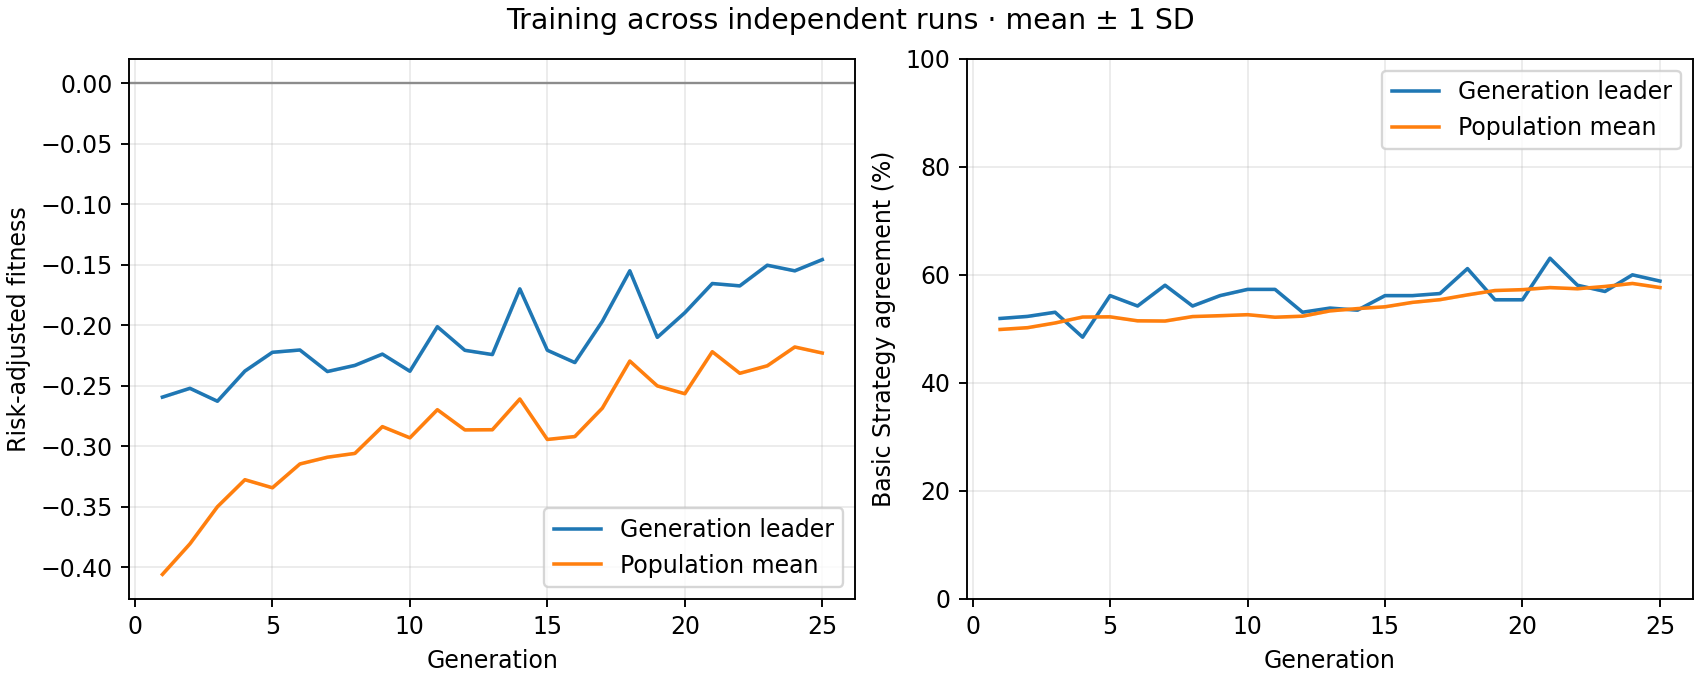 Training across independent runs · mean ± 1 SD
Risk-adjusted fitness
0.00
−0.05
−0.10
−0.15
−0.20
−0.25
−0.30
−0.35
−0.40
Generation leader
Population mean
0 5 10 15 20 25
Generation
Basic Strategy agreement (%)
100
80
60
40
20
0
Generation leader
Population mean
0 5 10 15 20 25
Generation